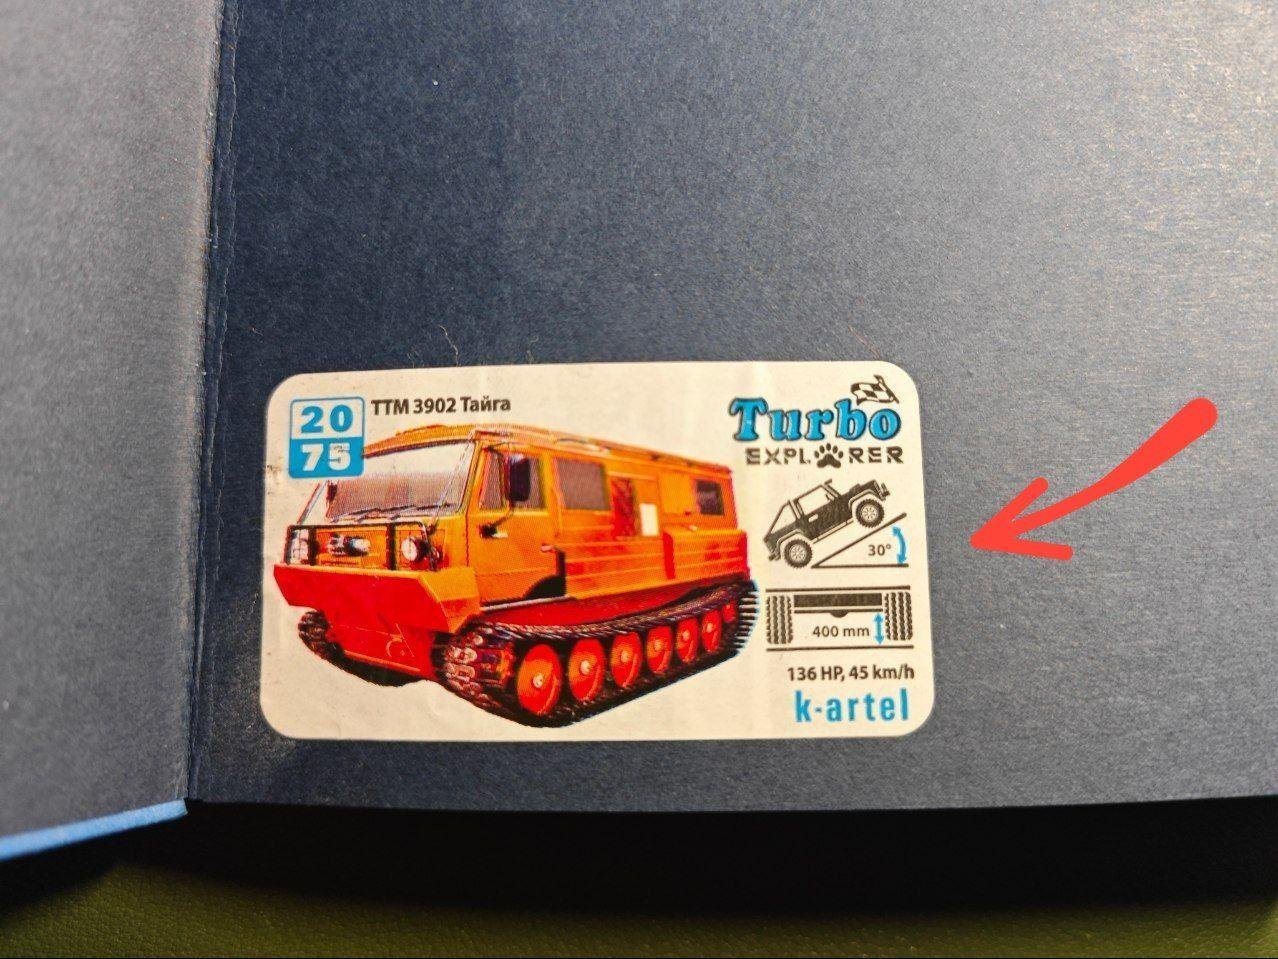 20
75
ТТМ 3902 Тайга
Turbo
EXPLORER
30°
400 mm
136 HP, 45 km/h
k-artel